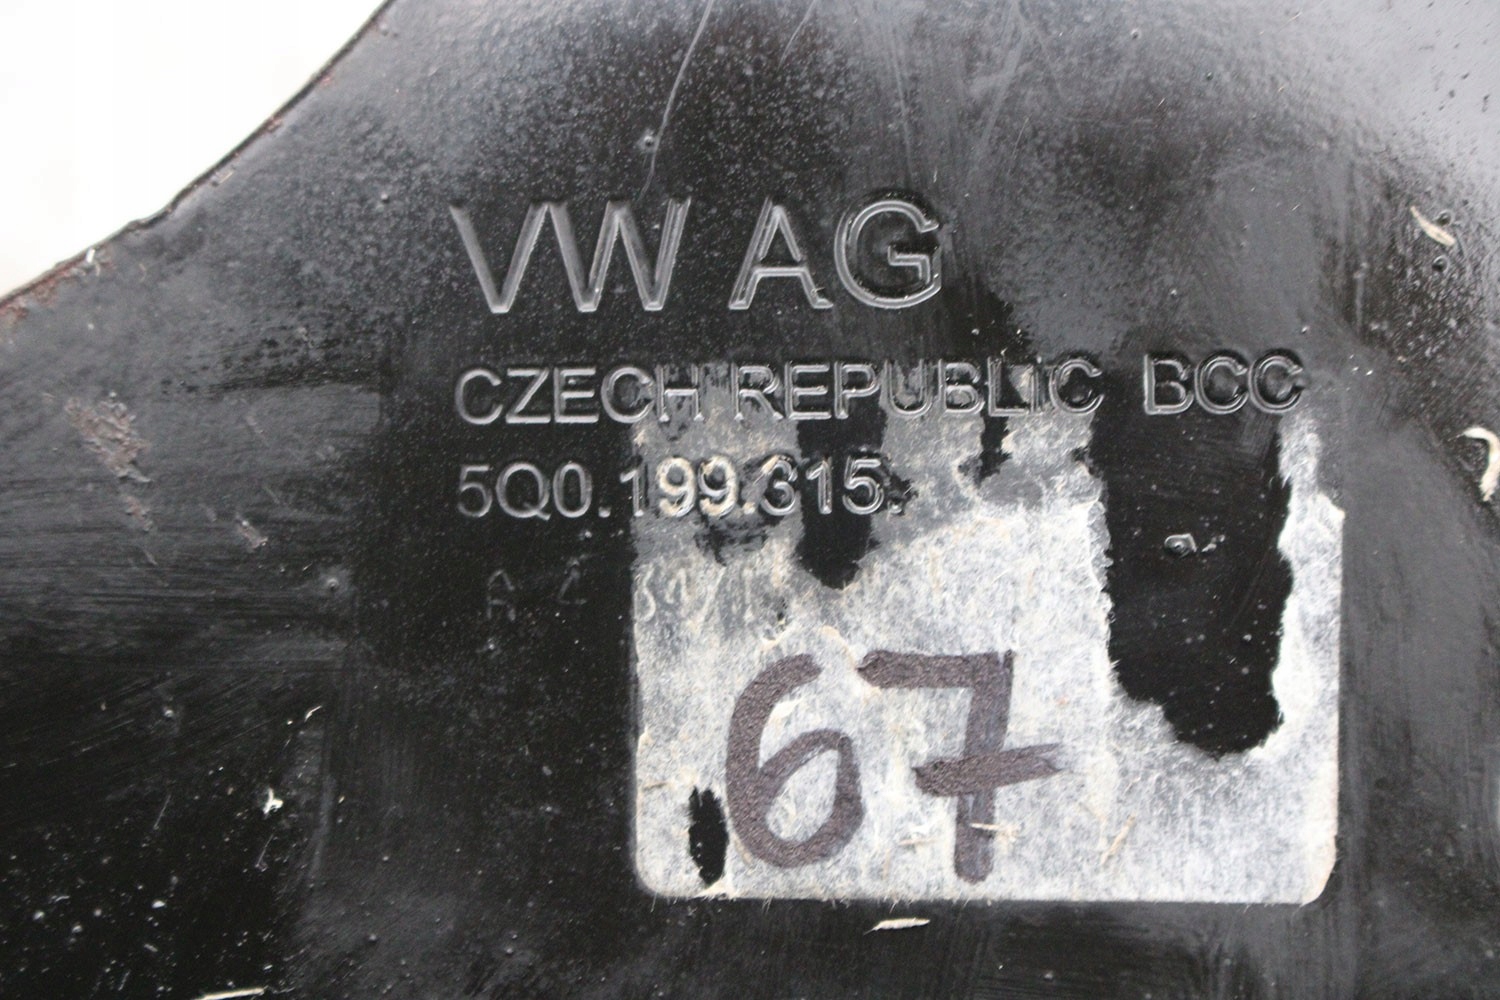 VW AG
CZECH REPUBLIC BCC
5Q0.199.315.
67